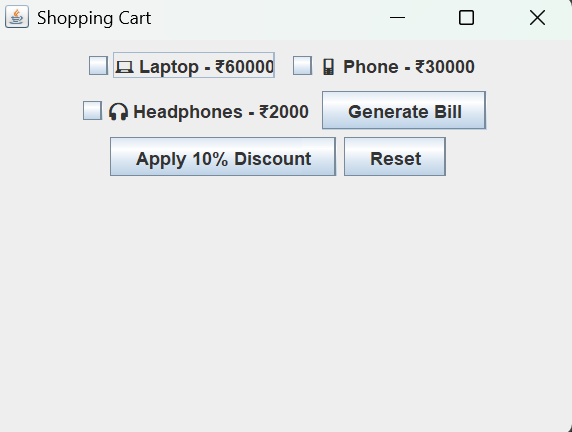 Shopping Cart
💻 Laptop - ₹60000 📱 Phone - ₹30000
🎧 Headphones - ₹2000 Generate Bill
Apply 10% Discount Reset